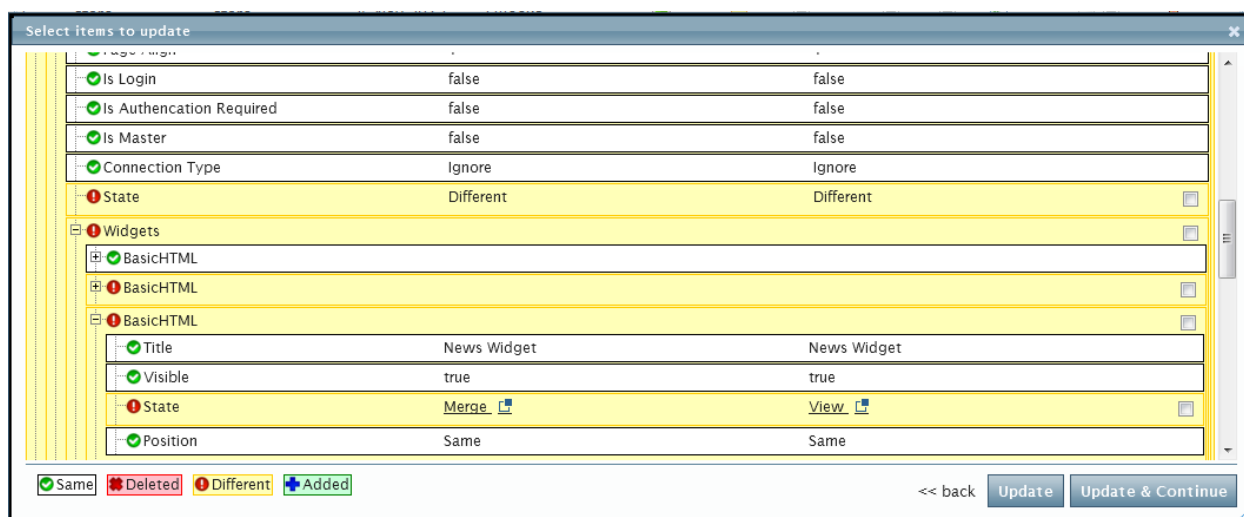 Select items to update
Is Login false false
Is Authencation Required false false
Is Master false false
Connection Type Ignore Ignore
State Different Different
Widgets
BasicHTML
BasicHTML
BasicHTML
Title News Widget News Widget
Visible true true
State Merge View
Position Same Same
Same Deleted Different Added
<< back Update Update & Continue